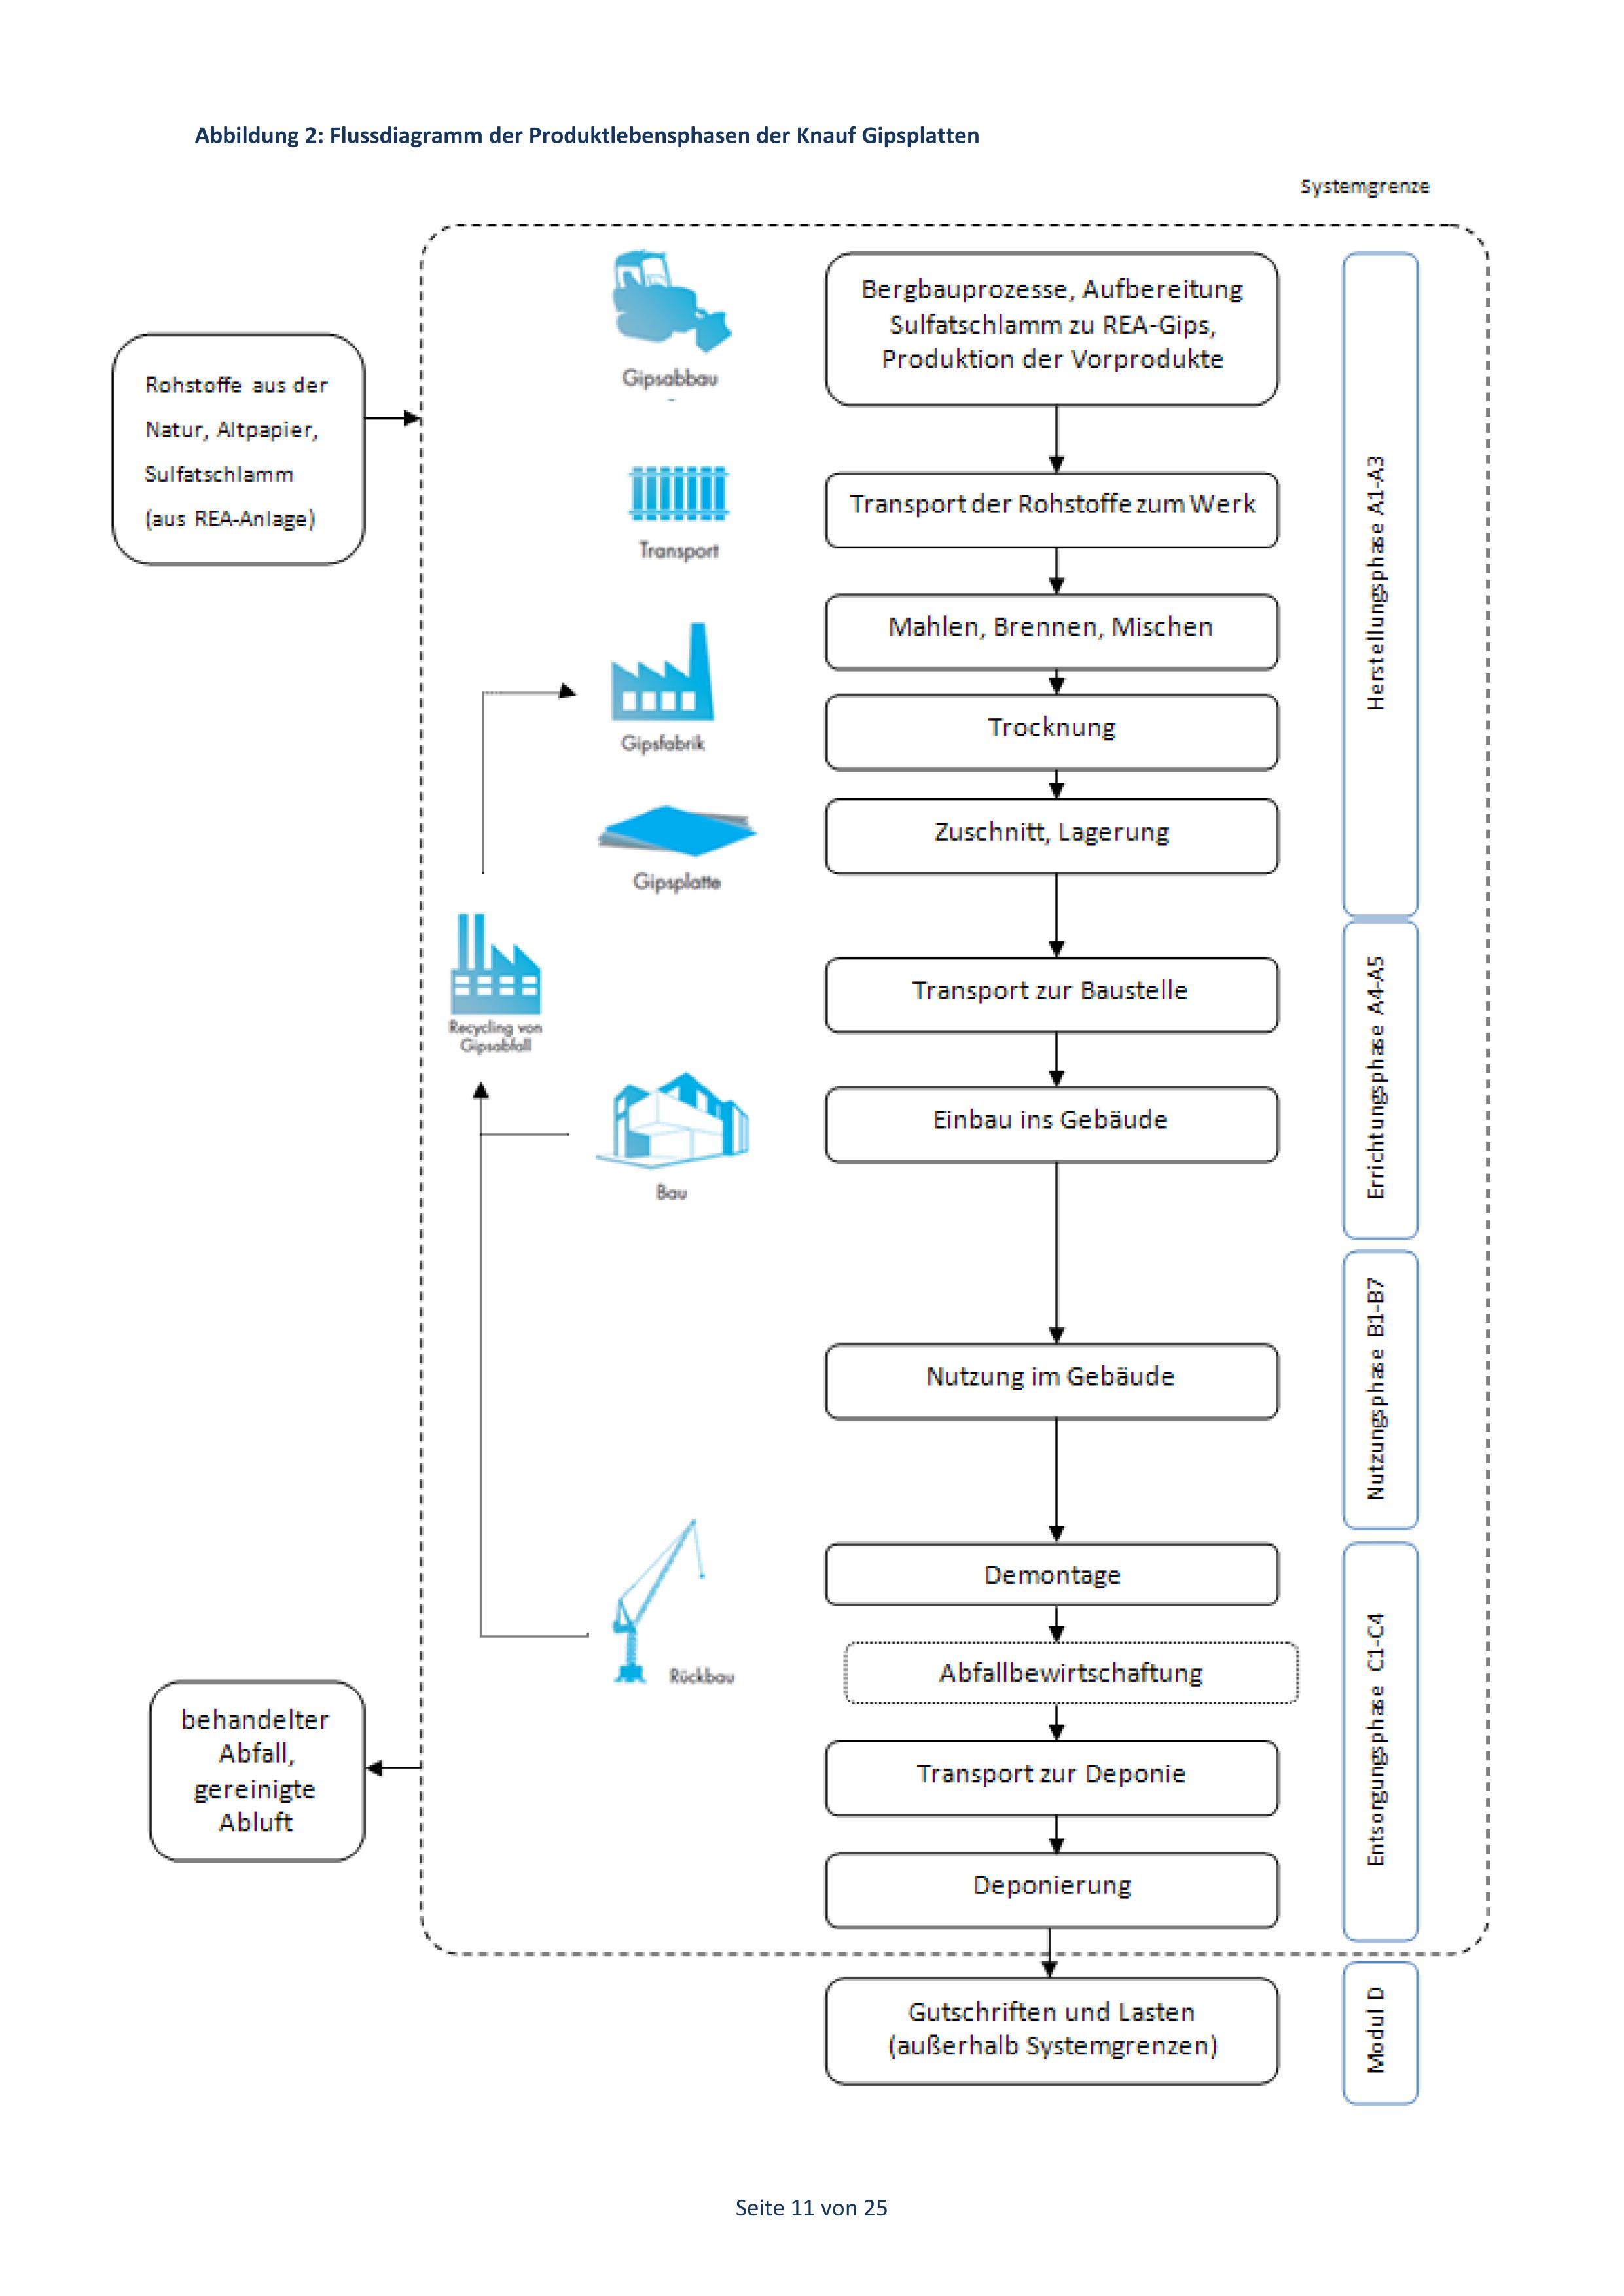 Abbildung 2: Flussdiagramm der Produktlebensphasen der Knauf Gipsplatten
Systemgrenze
Rohstoffe aus der
Natur, Altpapier,
Sulfatschlamm
(aus REA-Anlage)
Gipsabbau
Bergbauprozesse, Aufbereitung
Sulfatschlamm zu REA-Gips,
Produktion der Vorprodukte
Transport
Transport der Rohstoffe zum Werk
Mahlen, Brennen, Mischen
Gipsfabrik
Trocknung
Gipsplatte
Zuschnitt, Lagerung
Herstellungsphase A1-A3
Recycling von
Gipsabfall
Transport zur Baustelle
Bau
Einbau ins Gebäude
Errichtungsphase A4-A5
Nutzung im Gebäude
Nutzungsphase B1-B7
Rückbau
Demontage
Abfallbewirtschaftung
Transport zur Deponie
Deponierung
Entsorgungsphase C1-C4
behandelter
Abfall,
gereinigte
Abluft
Gutschriften und Lasten
(außerhalb Systemgrenzen)
Modul D
Seite 11 von 25